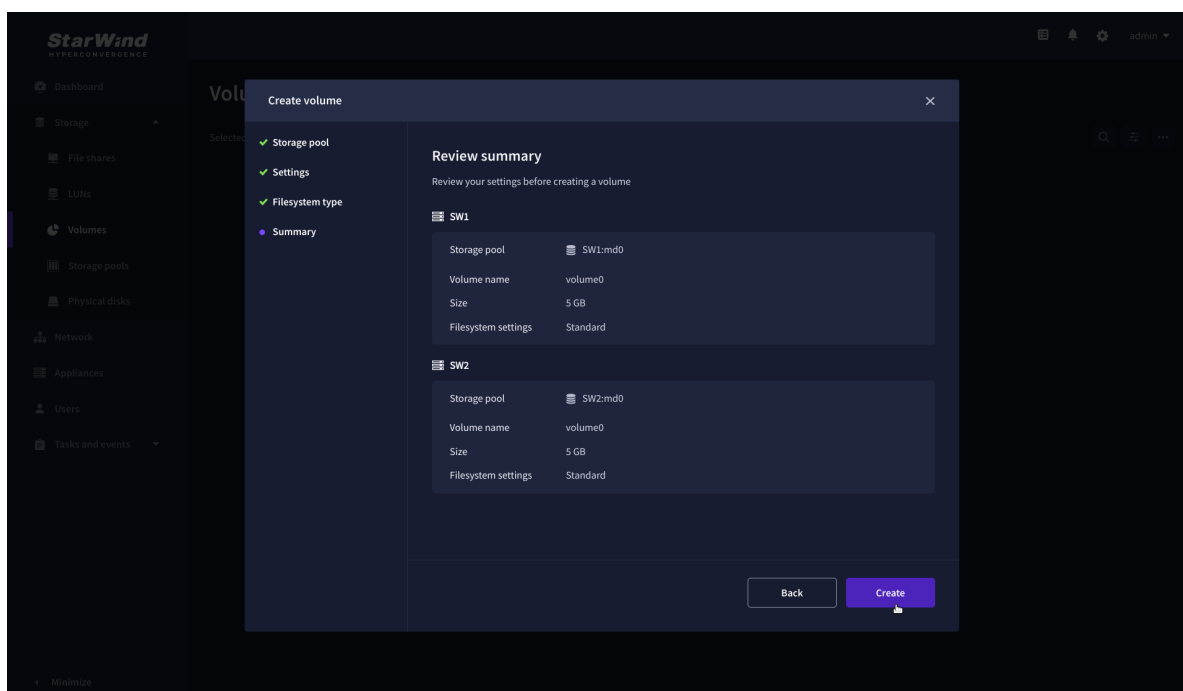 StarWind
HYPERCONVERGENCE
admin
Dashboard
Storage
File shares
LUNs
Volumes
Storage pools
Physical disks
Network
Appliances
Users
Tasks and events
Minimize
Volu
Selected
Create volume
Storage pool
Settings
Filesystem type
Summary
Review summary
Review your settings before creating a volume
SW1
Storage pool SW1:md0
Volume name volume0
Size 5 GB
Filesystem settings Standard
SW2
Storage pool SW2:md0
Volume name volume0
Size 5 GB
Filesystem settings Standard
Back Create